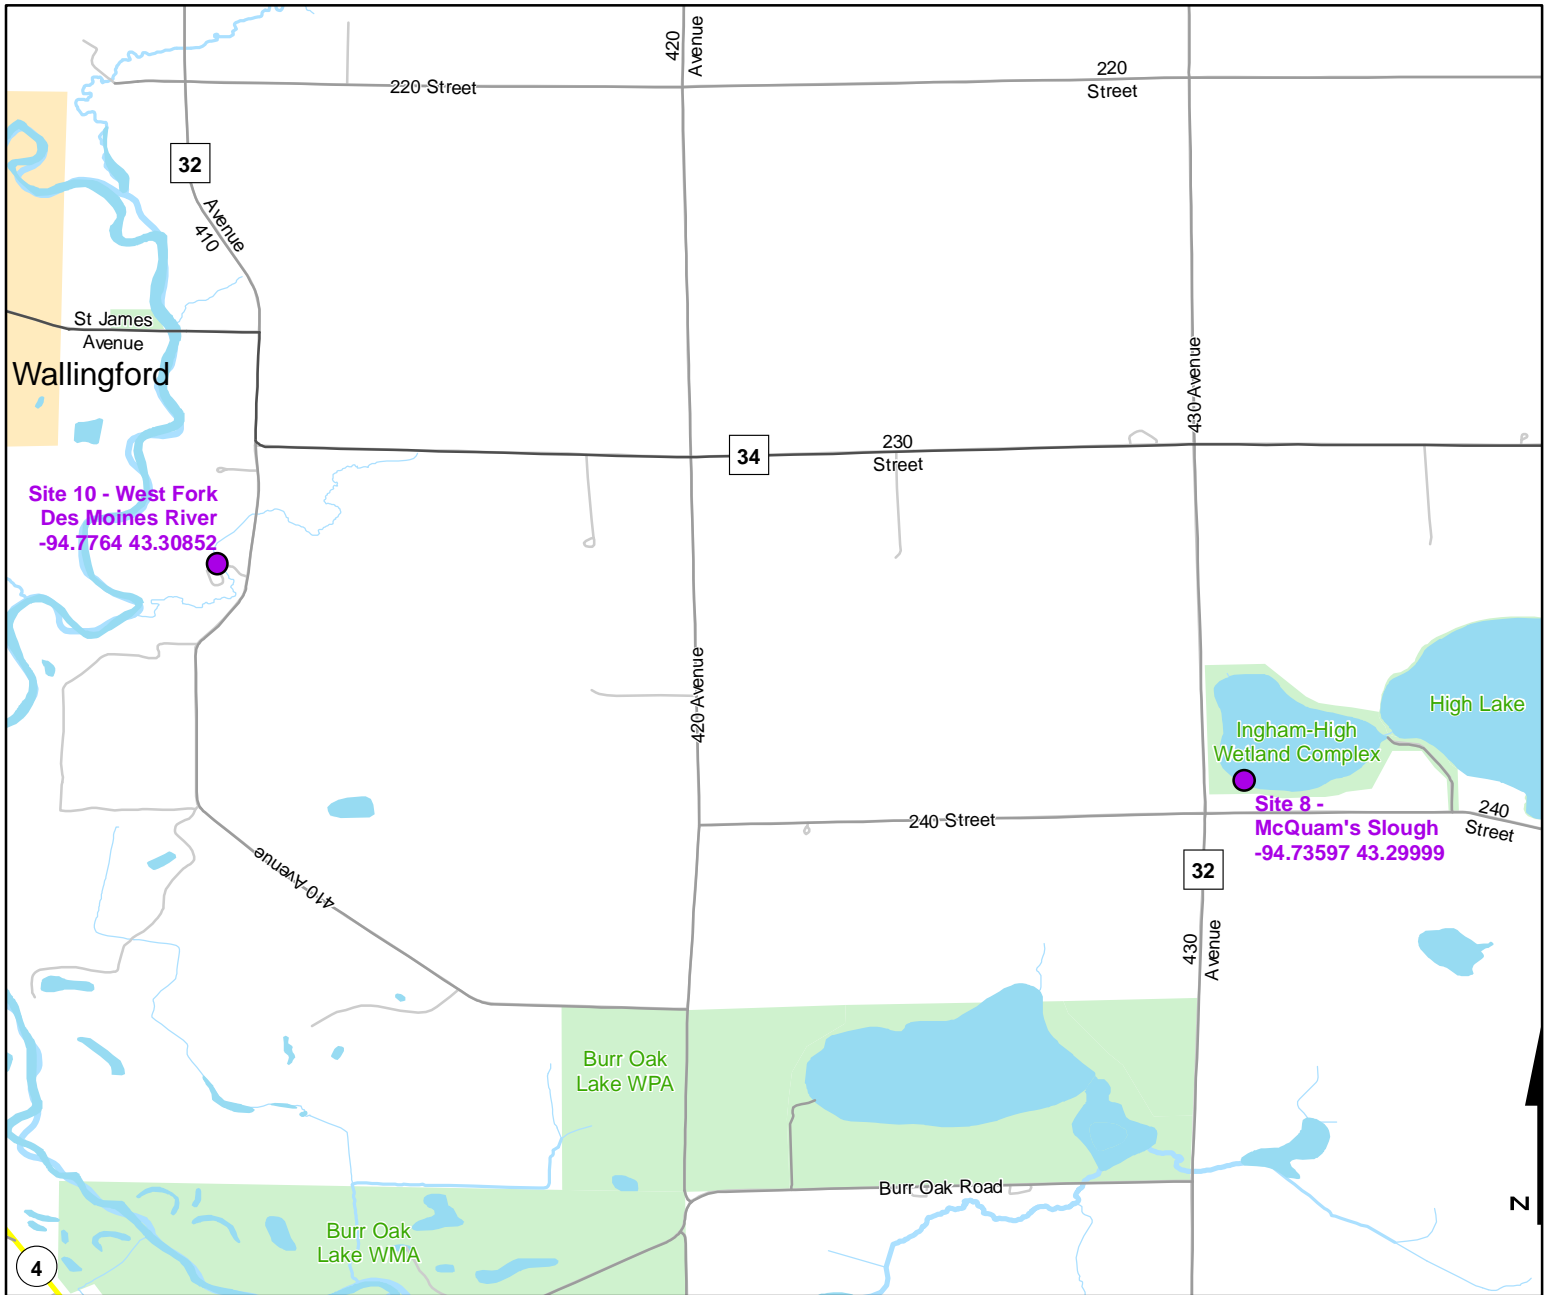 420
Avenue
220 Street
220
Street
32
Avenue
410
St James
Avenue
Wallingford
430 Avenue
34
230
Street
Site 10 - West Fork
Des Moines River
-94.7764 43.30852
420 Avenue
High Lake
Ingham-High
Wetland Complex
Site 8 -
McQuam's Slough
-94.73597 43.29999
240
Street
240 Street
410 Avenue
32
430
Avenue
Burr Oak
Lake WPA
Burr Oak Road
Burr Oak
Lake WMA
4
N